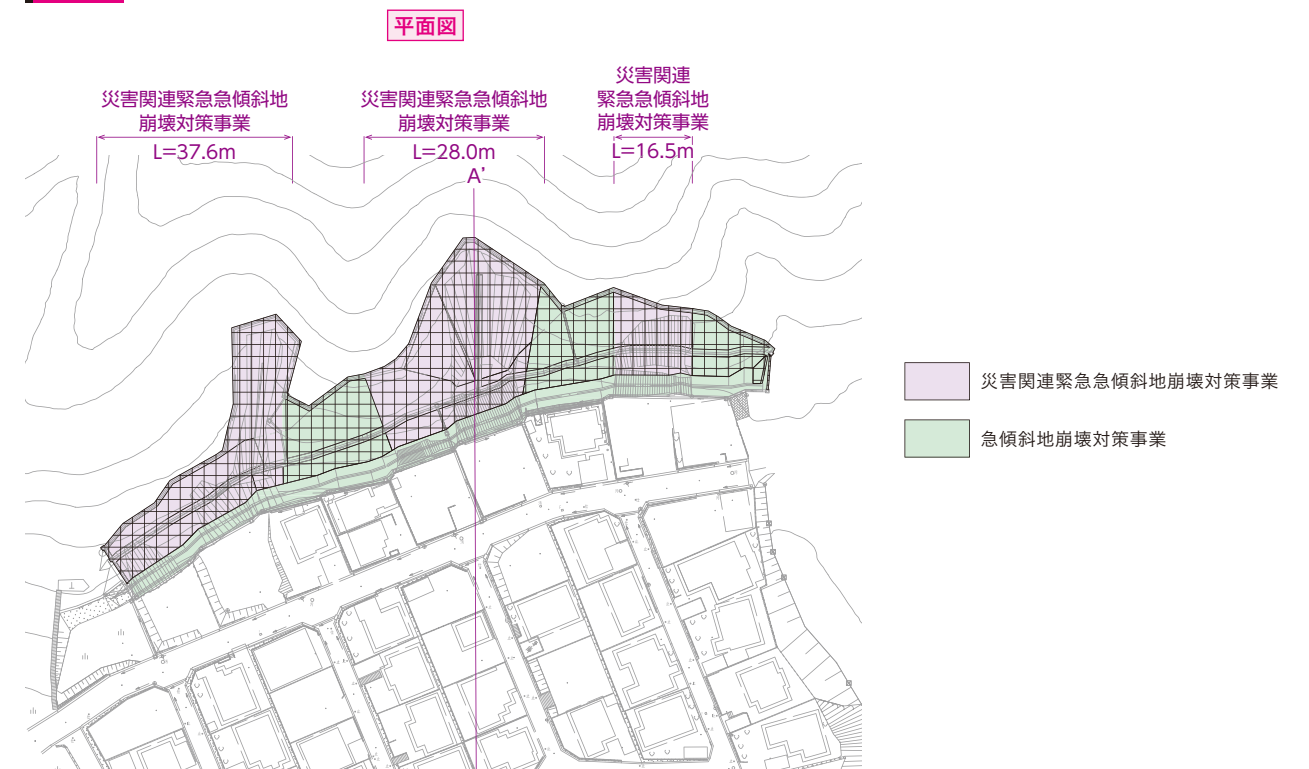 平面図
災害関連緊急急傾斜地
崩壊対策事業
L=37.6m
災害関連緊急急傾斜地
崩壊対策事業
L=28.0m
A'
災害関連
緊急急傾斜地
崩壊対策事業
L=16.5m
災害関連緊急急傾斜地崩壊対策事業
急傾斜地崩壊対策事業